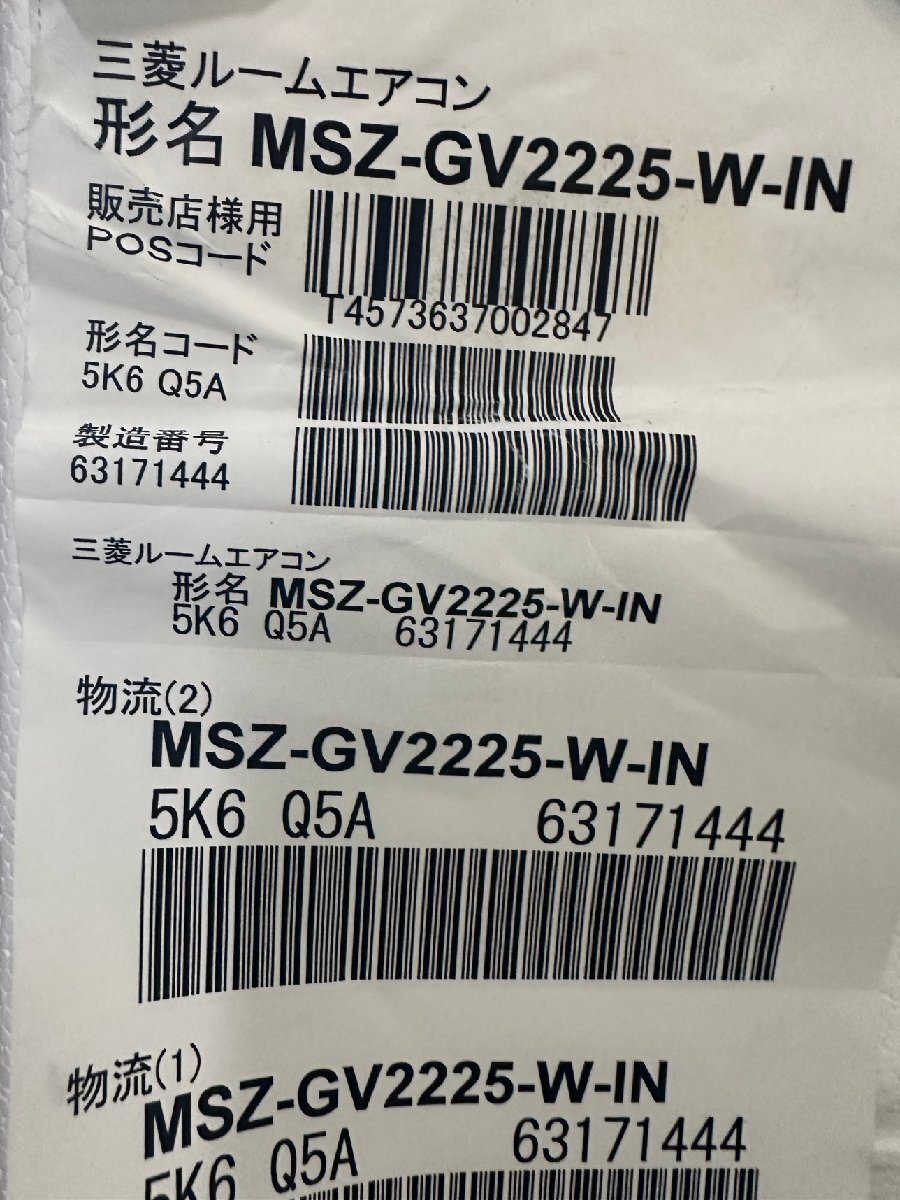 三菱ルームエアコン
形名 MSZ-GV2225-W-IN
販売店様用
POSコード
T4573637002847
形名コード
5K6 Q5A
製造番号
63171444
三菱ルームエアコン
形名 MSZ-GV2225-W-IN
5K6 Q5A 63171444
物流(2)
MSZ-GV2225-W-IN
5K6 Q5A 63171444
物流(1)
MSZ-GV2225-W-IN
5K6 Q5A 63171444